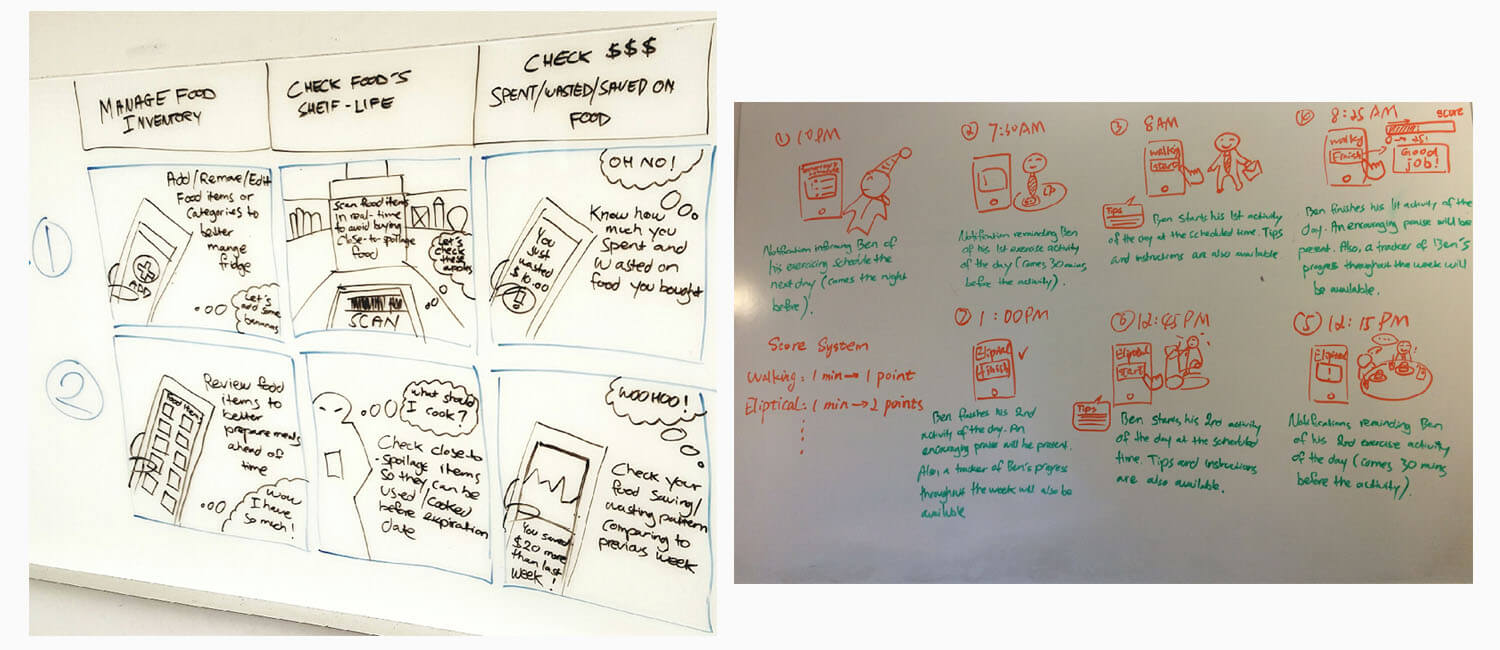 MANAGE FOOD
INVENTORY
CHECK FOOD'S
SHELF-LIFE
CHECK $$$
SPENT/WASTED/SAVED ON
FOOD
1
Add/Remove/Edit
Food items or
Categories to
better
mange
fridge
ADD
Let's
add some
bananas
Scan food items
in real-time
to avoid buying
Close-to-spoilage
food
Let's
check
these
apples
SCAN
OH NO!
Know how
much you
Spent and
Wasted on
food you bought
You
just
wasted
$10.00
!
2
Review food
items to
better
prepare meals
ahead of
time
Food items
Wow
I have
so much!
What should
I cook?
Check close-to
-Spoilage items
So they can be
used/cooked
before expiration
date
WOOHOO!
Check your
food saving/
wasting pattern
comparing to
previous week
You saved
$20 more
than last
week!
① 10PM
Notification informing Ben of
his exercising schedule the
next day (comes the night
before).
② 7:30AM
Notification reminding Ben
of his 1st exercise activity
of the day (comes 30 mins
before the activity).
③ 8AM
walking
start
Tips
Ben starts his 1st activity
of the day at the scheduled time. Tips
and instructions are also available
8:25 AM
score
walking
finish
0 → 25!
Good
job!
Ben finishes his 1st activity of the
day. An encouraging praise will be
present. Also, a tracker of Ben's
progress throughout the week will
be available.
Score System
Walking: 1 min → 1 point
Eliptical: 1 min → 2 points
⑦ 1:00PM
Eliptical
finish
✓
Ben finishes his 2nd
activity of the day. An
encouraging praise will be present.
Also, a tracker of Ben's progress
throughout the week will also be
available
⑥ 12:45PM
Eliptical
start
Tips
Ben starts his 2nd activity
of the day at the scheduled
time. Tips and instructions
are also available.
⑤ 12:15 PM
Eliptical
!
...
Notifications reminding Ben
of his 2nd exercise activity
of the day (comes 30 mins
before the activity).